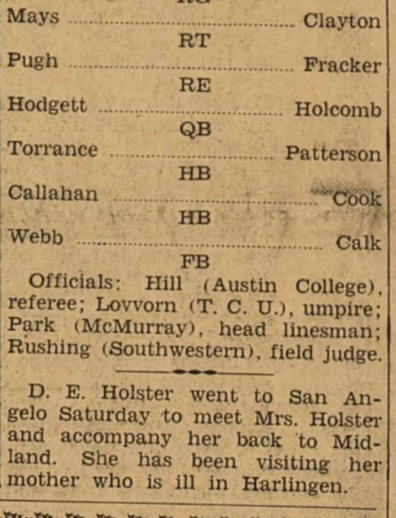 RG
Mays ........ Clayton
RT
Pugh ........ Fracker
RE
Hodgett ........ Holcomb
QB
Torrance ........ Patterson
HB
Callahan ........ Cook
HB
Webb ........ Calk
FB
Officials: Hill (Austin College),
referee; Lovvorn (T. C. U.), umpire;
Park (McMurray), head linesman;
Rushing (Southwestern), field judge.
D. E. Holster went to San An-
gelo Saturday to meet Mrs. Holster
and accompany her back to Mid-
land. She has been visiting her
mother who is ill in Harlingen.